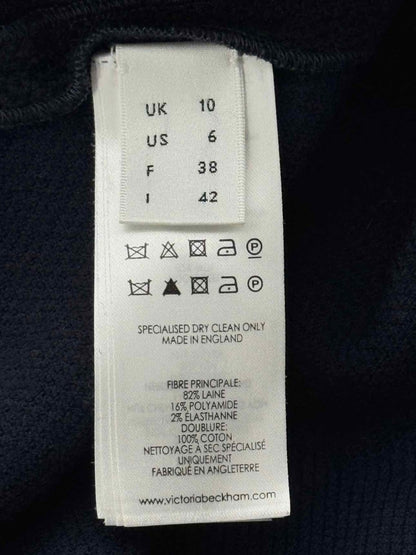 UK 10
US 6
F 38
I 42
SPECIALISED DRY CLEAN ONLY
MADE IN ENGLAND
FIBRE PRINCIPALE:
82% LAINE
16% POLYAMIDE
2% ÉLASTHANNE
DOUBLURE:
100% COTON
NETTOYAGE A SEC SPÉCIALISÉ
UNIQUEMENT
FABRIQUÉ EN ANGLETERRE
www.victoriabeckham.com